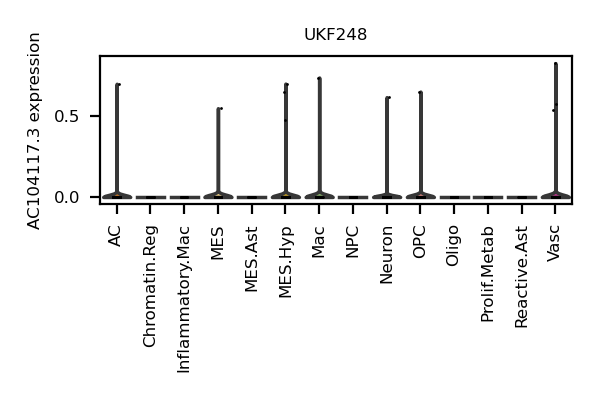 UKF248
AC104117.3 expression
0.5
0.0
AC
Chromatin.Reg
Inflammatory.Mac
MES
MES.Ast
MES.Hyp
Mac
NPC
Neuron
OPC
Oligo
Prolif.Metab
Reactive.Ast
Vasc